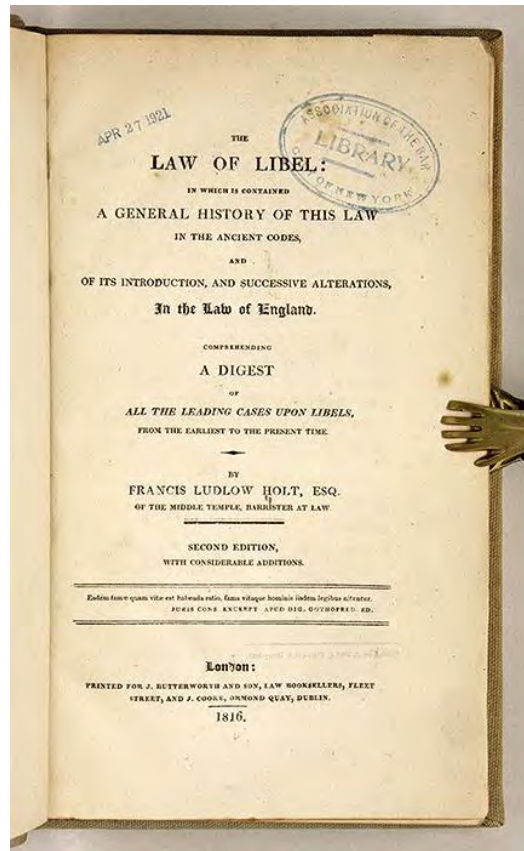 APR 27 1921
ASSOCIATION OF THE BAR
LIBRARY
OF NEW YORK
THE
LAW OF LIBEL:
IN WHICH IS CONTAINED
A GENERAL HISTORY OF THIS LAW
IN THE ANCIENT CODES,
AND
OF ITS INTRODUCTION, AND SUCCESSIVE ALTERATIONS,
In the Law of England.
COMPREHENDING
A DIGEST
OF
ALL THE LEADING CASES UPON LIBELS,
FROM THE EARLIEST TO THE PRESENT TIME.
BY
FRANCIS LUDLOW HOLT, ESQ.
OF THE MIDDLE TEMPLE, BARRISTER AT LAW.
SECOND EDITION,
WITH CONSIDERABLE ADDITIONS.
Eadem famæ quam vitæ est habenda ratio, fama vitaque hominis iisdem legibus nituntur.
JURIS CONS. EXCERPT. APUD DIG. GOTHOFRED. ED.
London:
PRINTED FOR J. BUTTERWORTH AND SON, LAW BOOKSELLERS, FLEET
STREET, AND J. COOKE, ORMOND QUAY, DUBLIN.
1816.